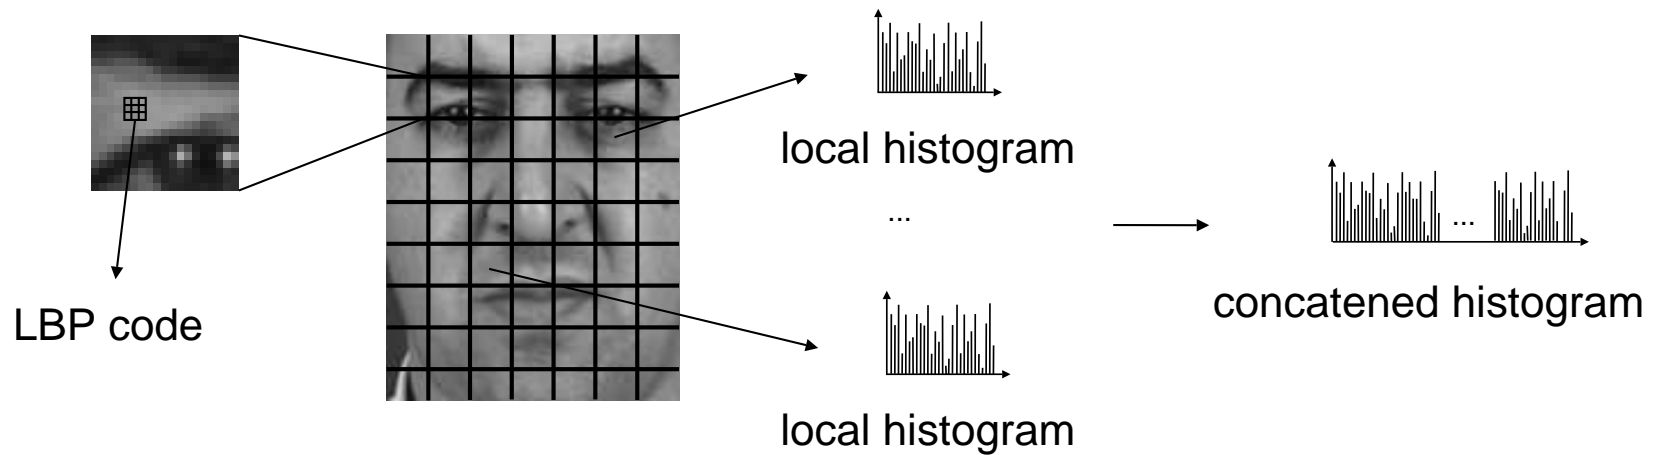 LBP code
local histogram
...
local histogram
...
concatened histogram